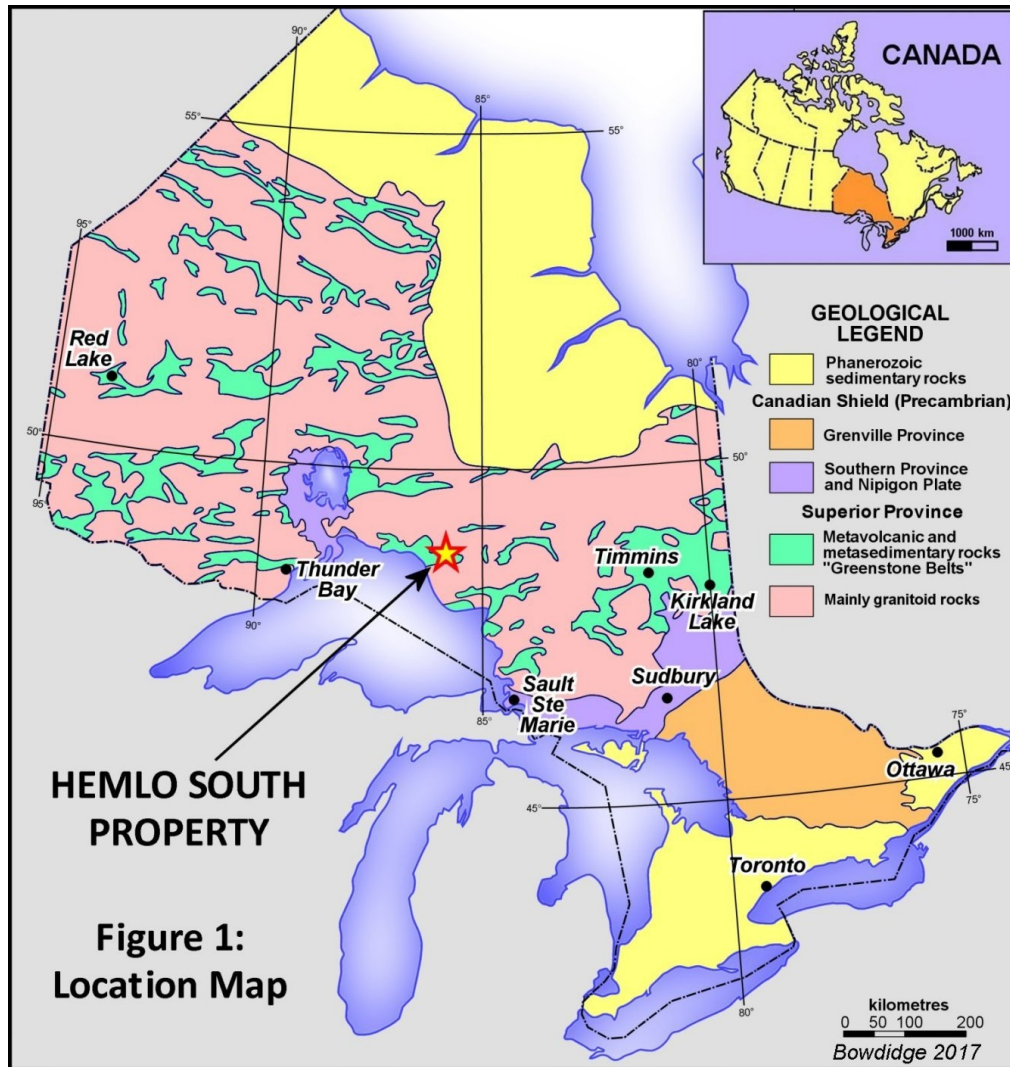 CANADA
1000 km
90°
85°
55°
55°
95°
Red
Lake
50°
95°
80°
50°
Timmins
Kirkland
Lake
Thunder
Bay
90°
Sault
Ste
Marie
85°
Sudbury
75°
Ottawa
45°
75°
45°
Toronto
80°
GEOLOGICAL
LEGEND
Phanerozoic
sedimentary rocks
Canadian Shield (Precambrian)
Grenville Province
Southern Province
and Nipigon Plate
Superior Province
Metavolcanic and
metasedimentary rocks
"Greenstone Belts"
Mainly granitoid rocks
HEMLO SOUTH
PROPERTY
Figure 1:
Location Map
kilometres
0 50 100 200
Bowdidge 2017